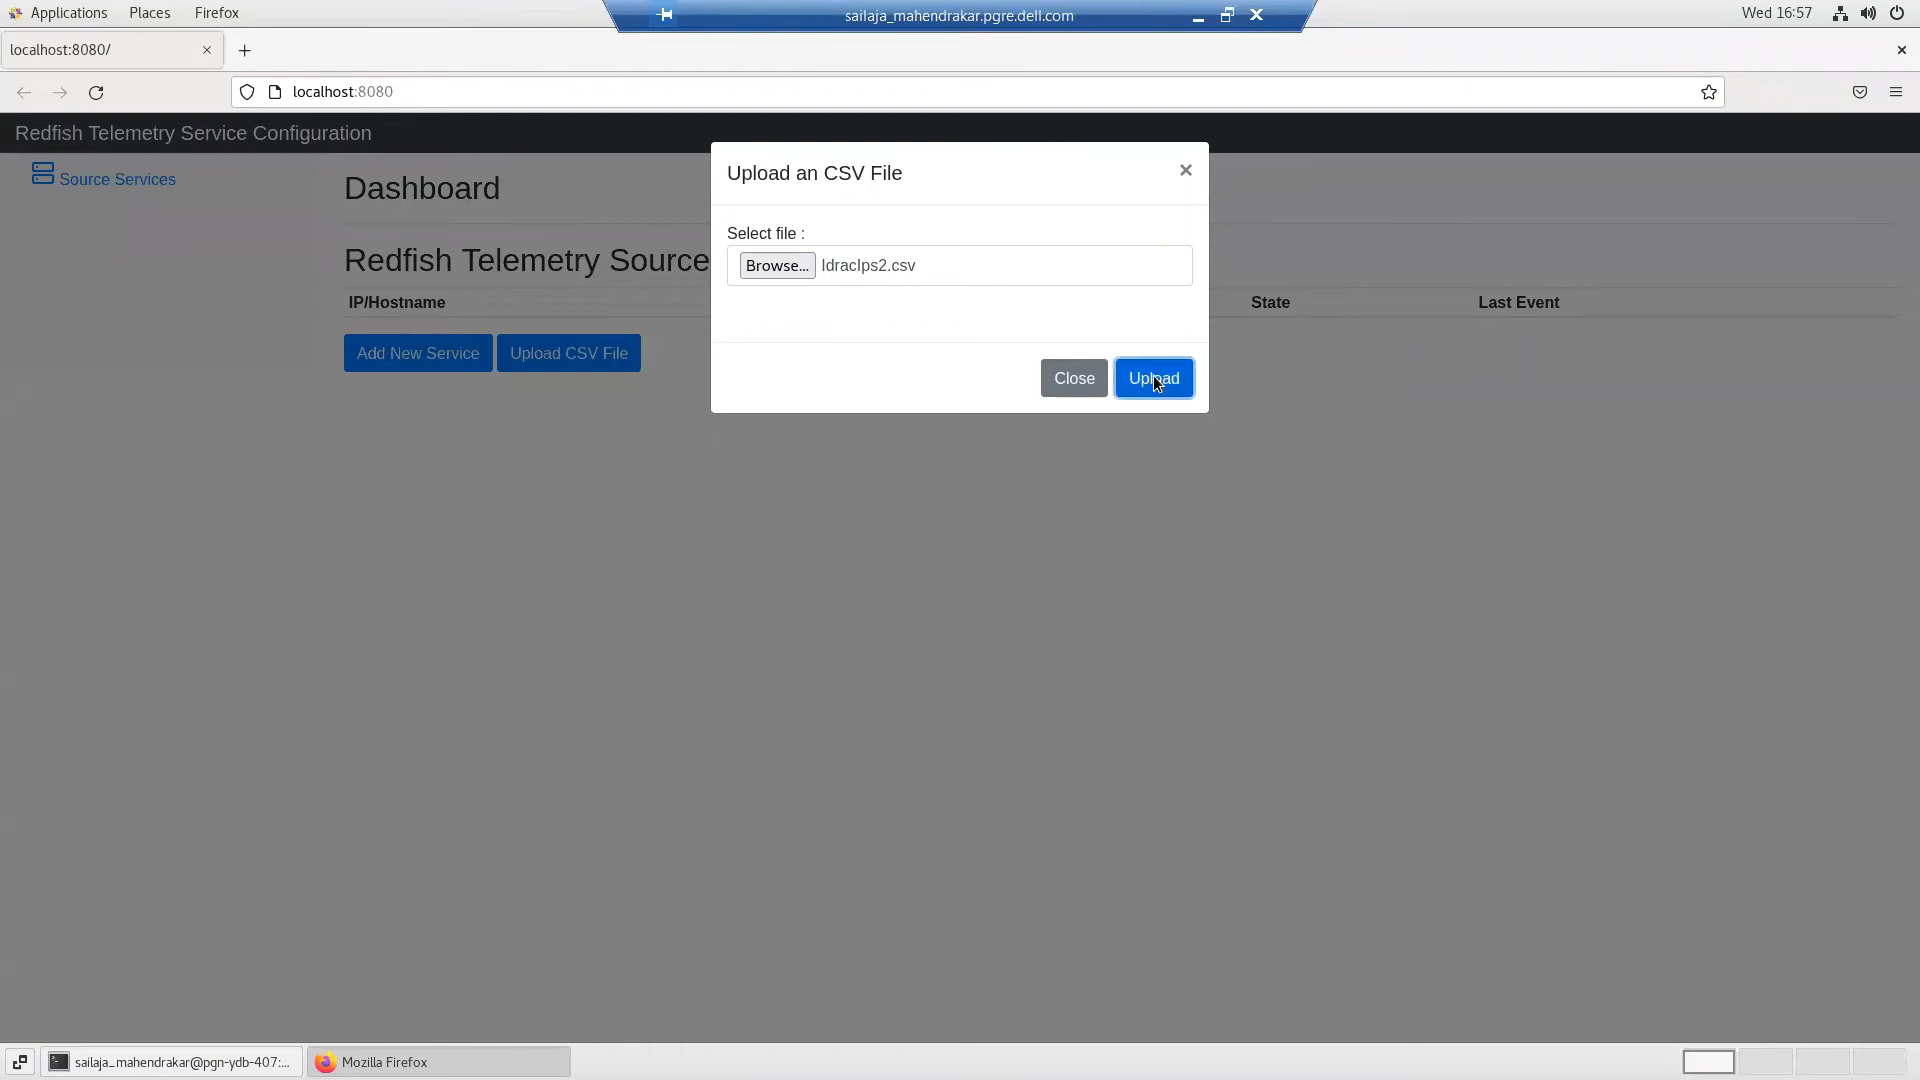 Applications Places Firefox
sailaja_mahendrakar.pgre.dell.com
Wed 16:57
localhost:8080/
localhost:8080
Redfish Telemetry Service Configuration
Source Services
Dashboard
Redfish Telemetry Source
IP/Hostname State Last Event
Add New Service Upload CSV File
Upload an CSV File
×
Select file :
Browse... IdracIps2.csv
Close Upload
sailaja_mahendrakar@pgn-ydb-407:...
Mozilla Firefox